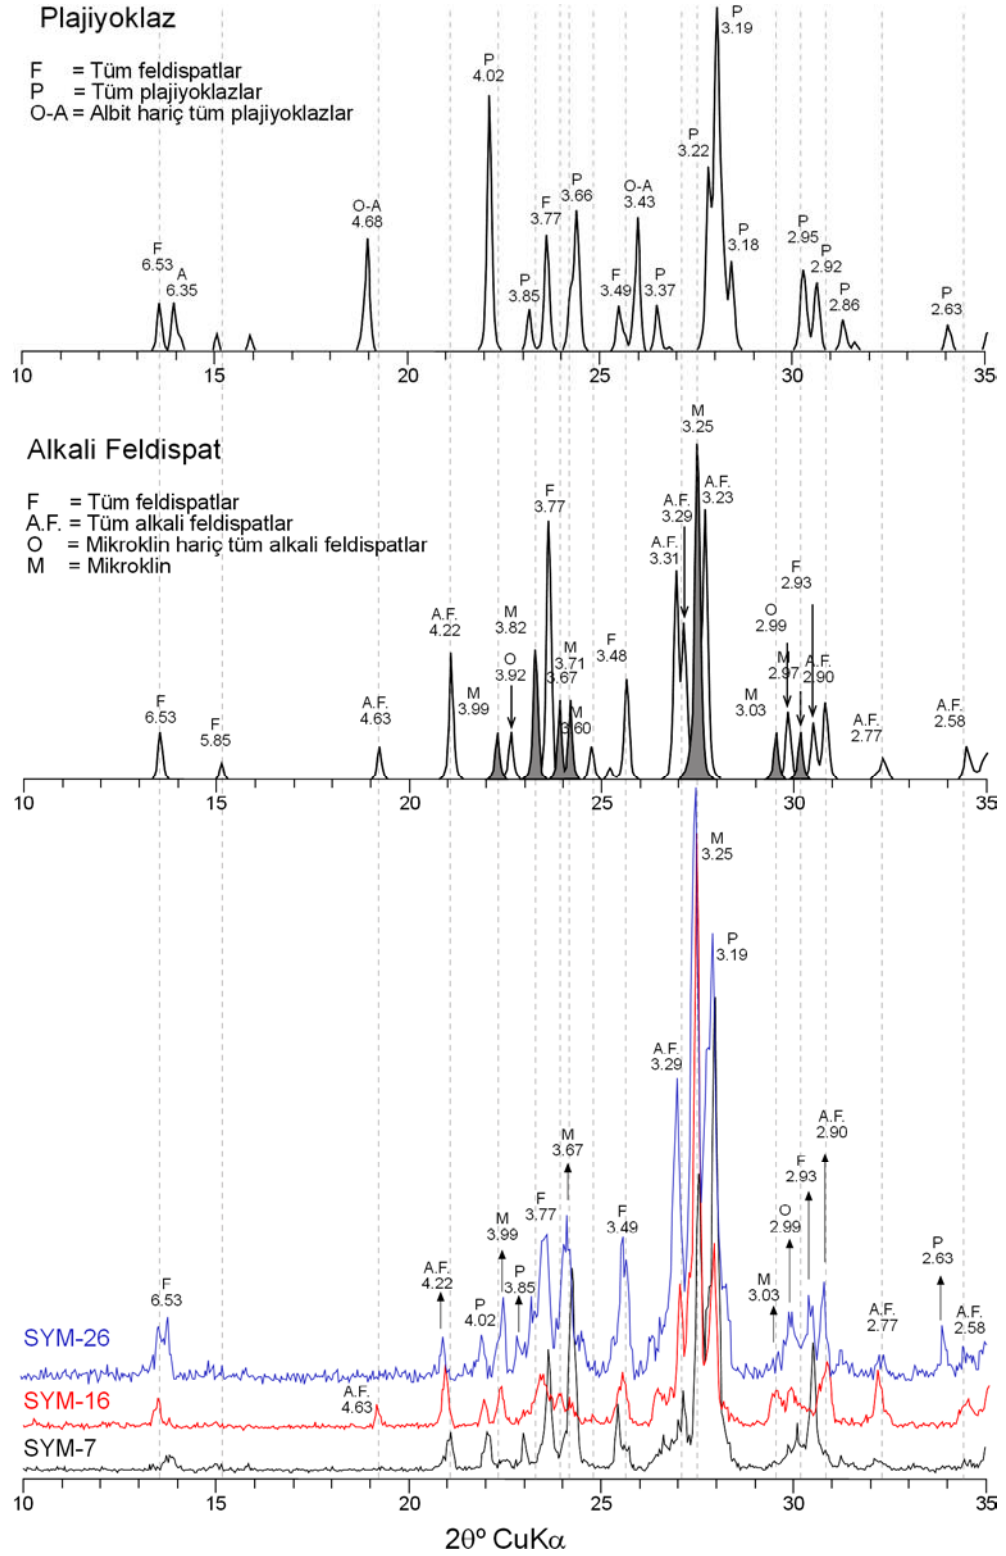 Plajiyoklaz
F = Tüm feldispatlar
P = Tüm plajiyoklazlar
O-A = Albit hariç tüm plajiyoklazlar
F
6.53
A
6.35
O-A
4.68
P
4.02
P
3.85
F
3.77
P
3.66
F
3.49
O-A
3.43
P
3.37
P
3.22
P
3.19
P
3.18
P
2.95
P
2.92
P
2.86
P
2.63
10 15 20 25 30 35
Alkali Feldispat
F = Tüm feldispatlar
A.F. = Tüm alkali feldispatlar
O = Mikroklin hariç tüm alkali feldispatlar
M = Mikroklin
F
6.53
F
5.85
A.F.
4.63
A.F.
4.22
M
3.99
O
3.92
M
3.82
F
3.77
M
3.71
3.67
M
3.60
F
3.48
A.F.
3.31
A.F.
3.29
M
3.25
A.F.
3.23
M
3.03
O
2.99
M
2.97
F
2.93
A.F.
2.90
A.F.
2.77
A.F.
2.58
10 15 20 25 30 35
F
6.53
A.F.
4.63
A.F.
4.22
P
4.02
M
3.99
P
3.85
F
3.77
M
3.67
F
3.49
A.F.
3.29
M
3.25
P
3.19
M
3.03
O
2.99
F
2.93
A.F.
2.90
A.F.
2.77
P
2.63
A.F.
2.58
SYM-26
SYM-16
SYM-7
10 15 20 25 30 35
2θº CuKα